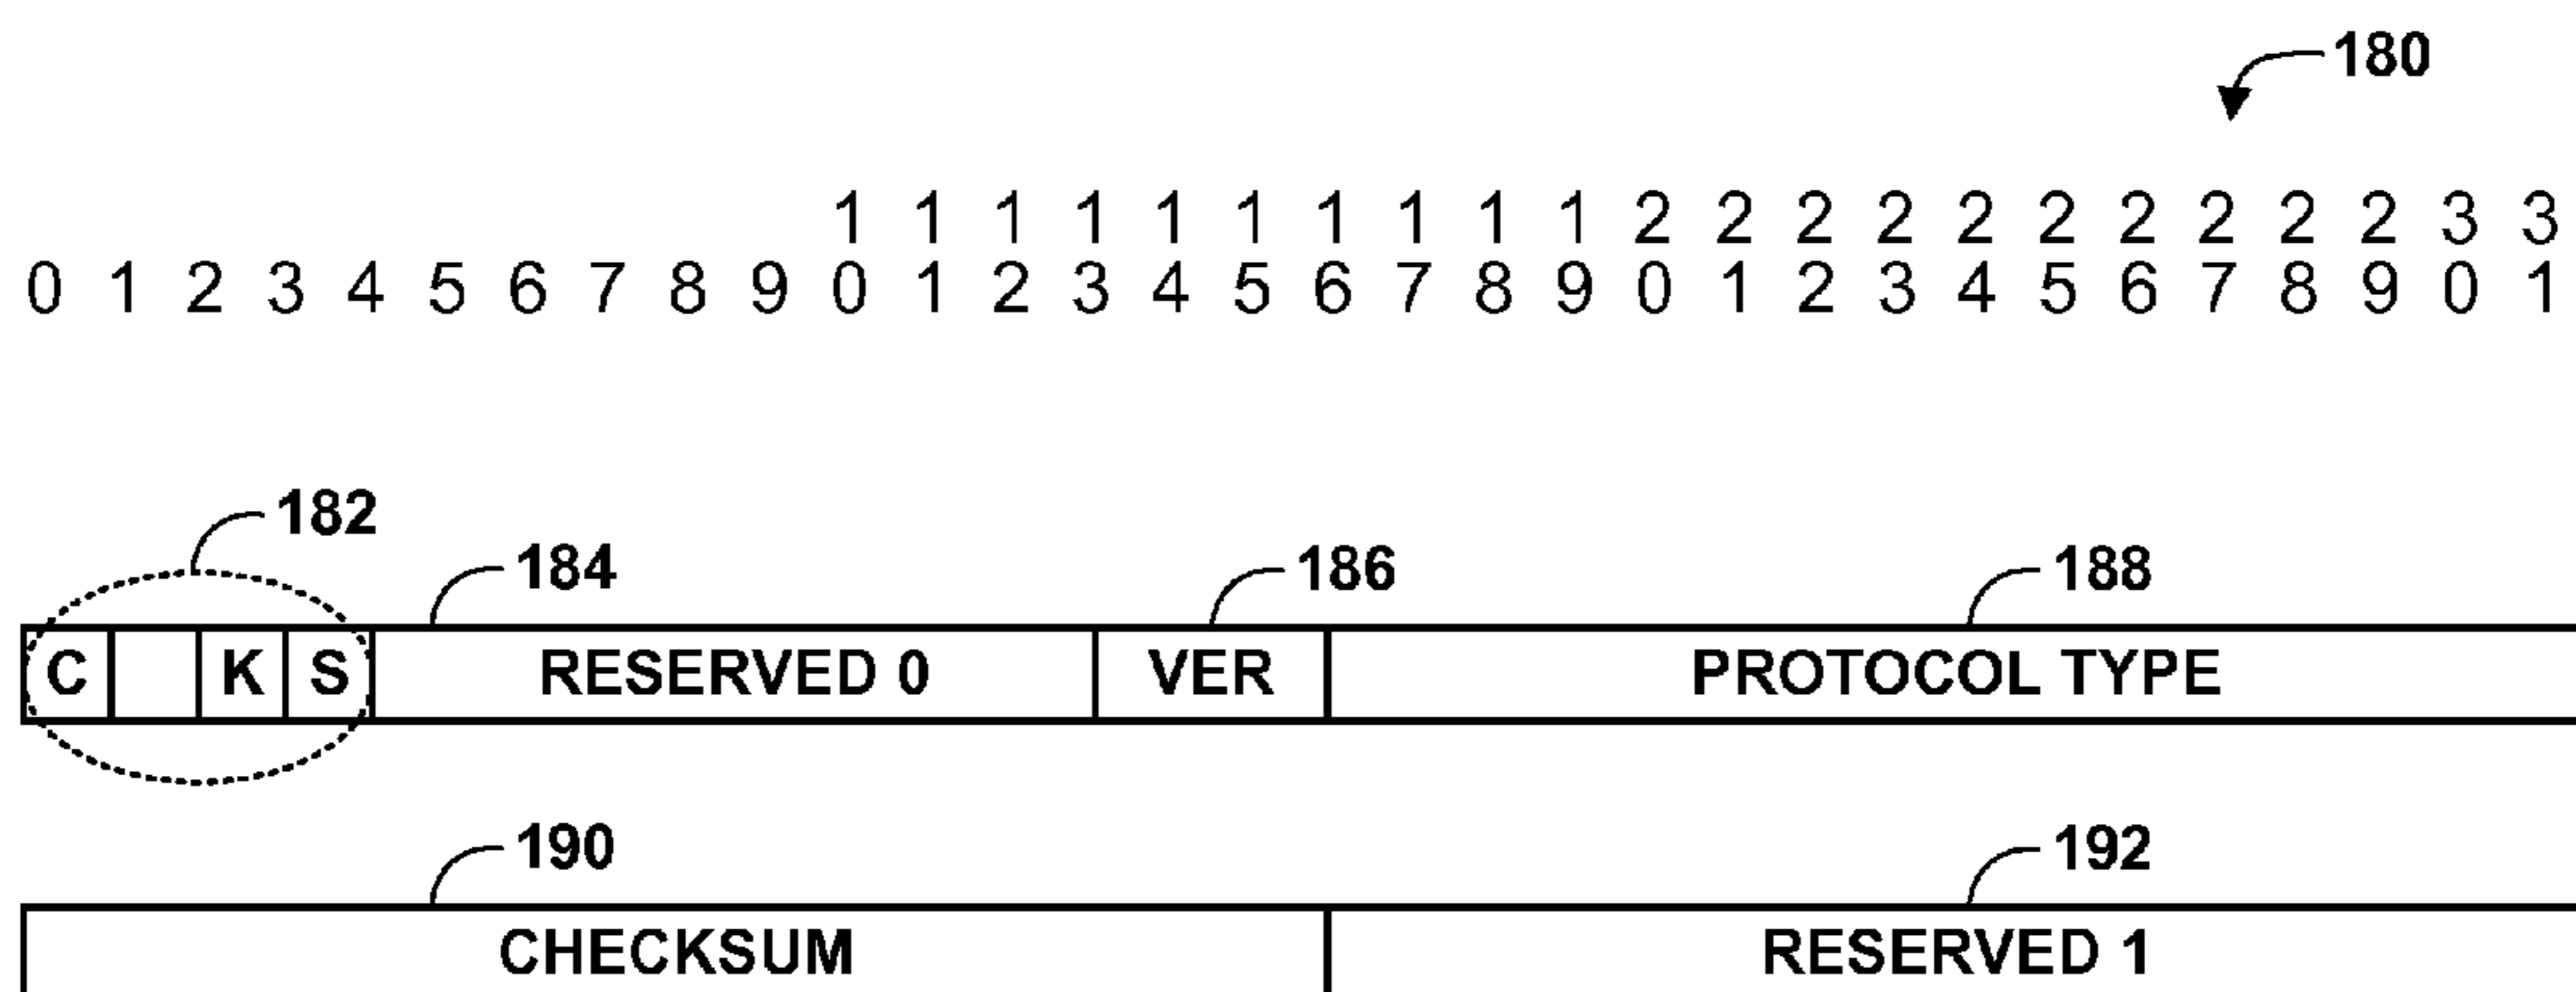 180
1 1 1 1 1 1 1 1 1 1 2 2 2 2 2 2 2 2 2 2 3 3
0 1 2 3 4 5 6 7 8 9 0 1 2 3 4 5 6 7 8 9 0 1 2 3 4 5 6 7 8 9 0 1
182
184 186 188
C K S RESERVED 0 VER PROTOCOL TYPE
190 192
CHECKSUM RESERVED 1